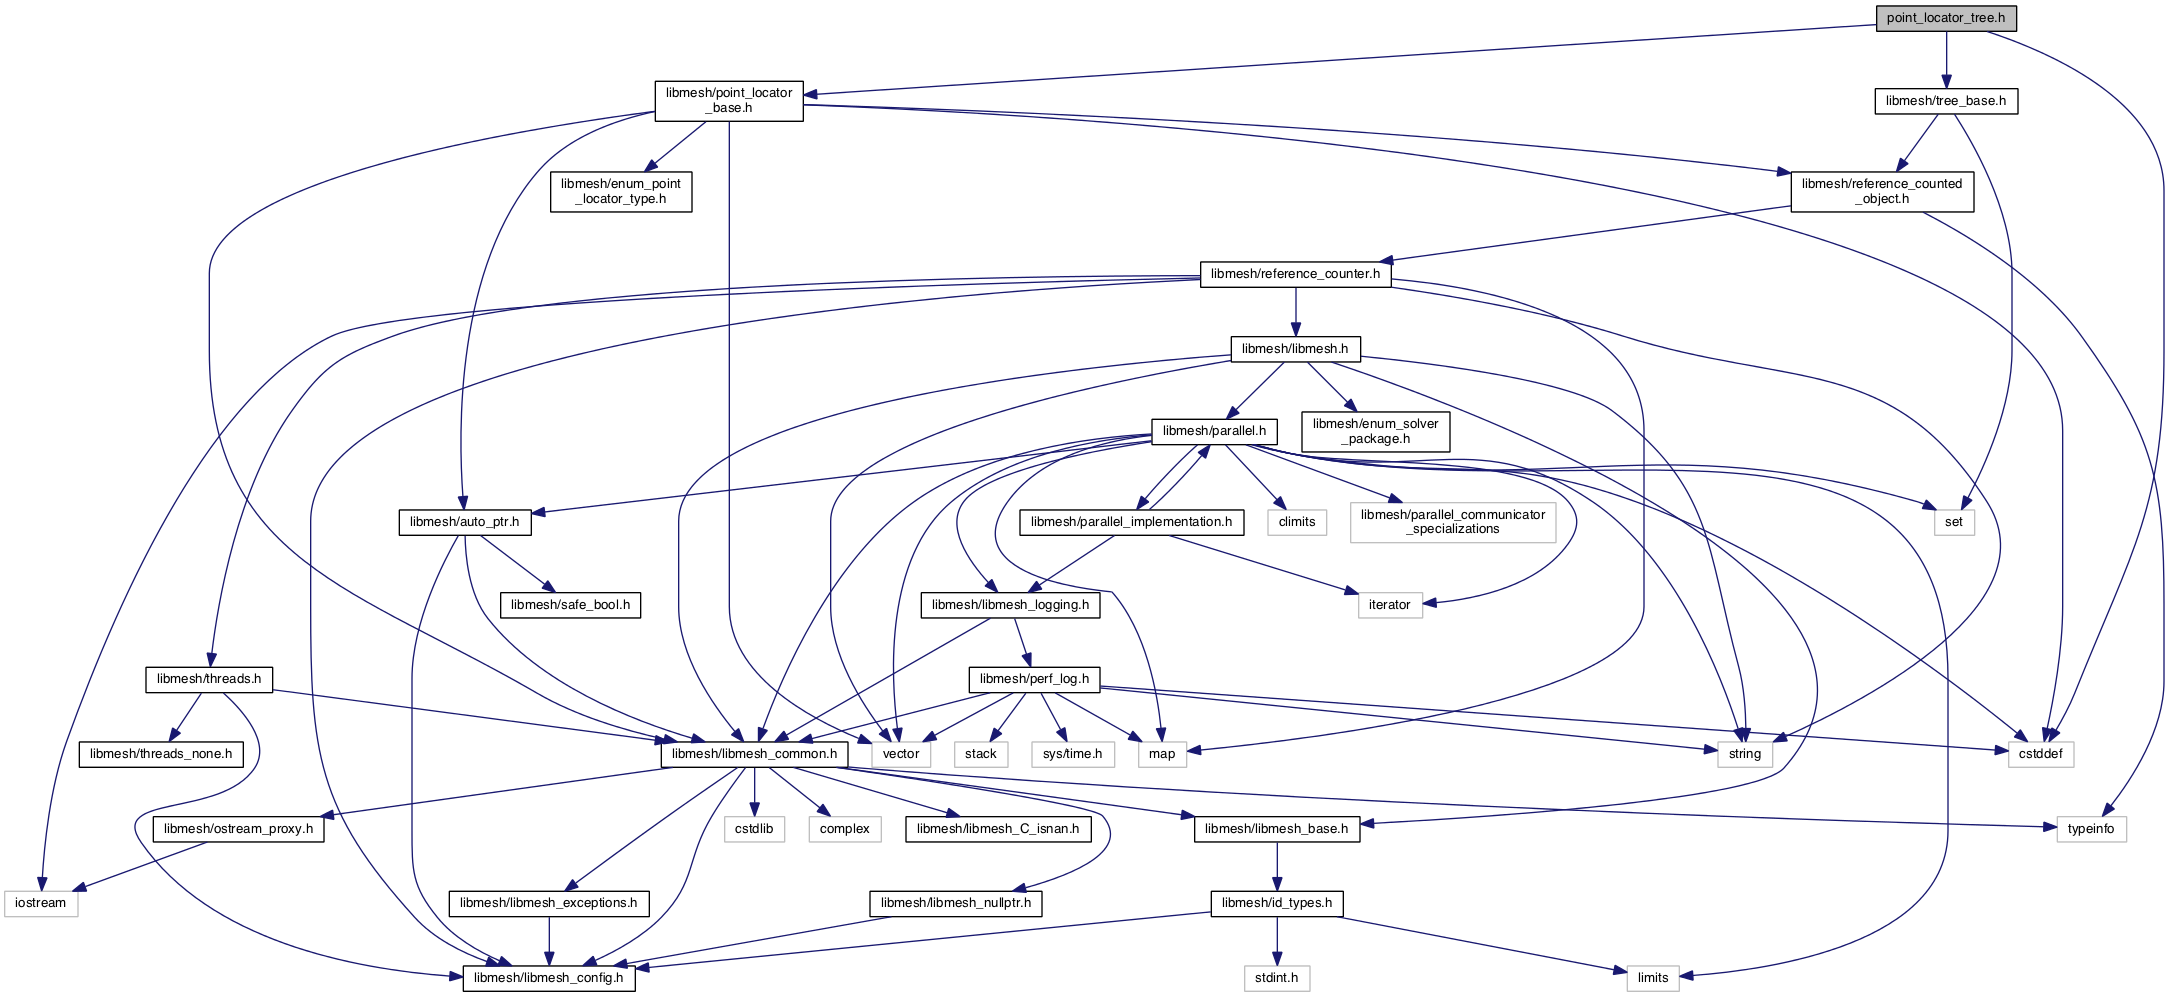 point_locator_tree.h
libmesh/point_locator
_base.h
libmesh/tree_base.h
libmesh/enum_point
_locator_type.h
libmesh/reference_counted
_object.h
libmesh/reference_counter.h
libmesh/libmesh.h
libmesh/parallel.h
libmesh/enum_solver
_package.h
libmesh/auto_ptr.h
libmesh/parallel_implementation.h
climits
libmesh/parallel_communicator
_specializations
set
libmesh/safe_bool.h
libmesh/libmesh_logging.h
iterator
libmesh/threads.h
libmesh/perf_log.h
libmesh/threads_none.h
libmesh/libmesh_common.h
vector
stack
sys/time.h
map
string
cstddef
libmesh/ostream_proxy.h
cstdlib
complex
libmesh/libmesh_C_isnan.h
libmesh/libmesh_base.h
typeinfo
iostream
libmesh/libmesh_exceptions.h
libmesh/libmesh_nullptr.h
libmesh/id_types.h
libmesh/libmesh_config.h
stdint.h
limits